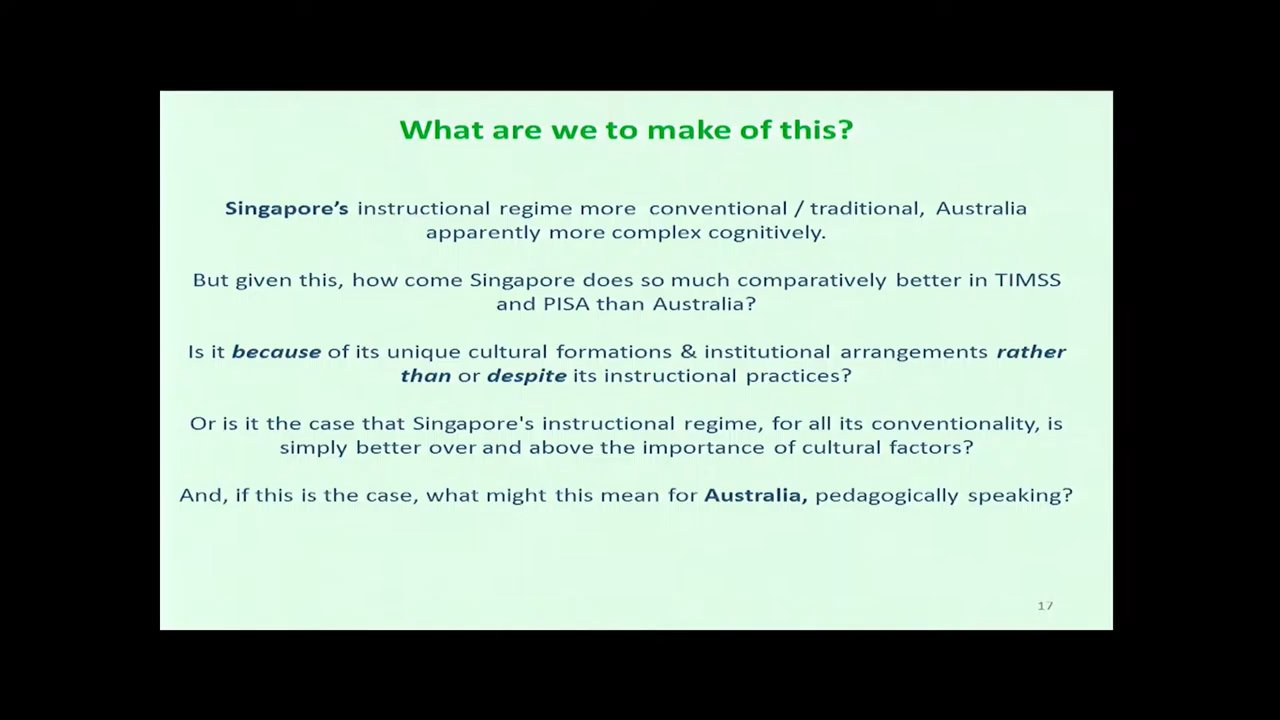 What are we to make of this?
Singapore’s instructional regime more conventional / traditional, Australia
apparently more complex cognitively.
But given this, how come Singapore does so much comparatively better in TIMSS
and PISA than Australia?
Is it because of its unique cultural formations & institutional arrangements rather
than or despite its instructional practices?
Or is it the case that Singapore's instructional regime, for all its conventionality, is
simply better over and above the importance of cultural factors?
And, if this is the case, what might this mean for Australia, pedagogically speaking?
17